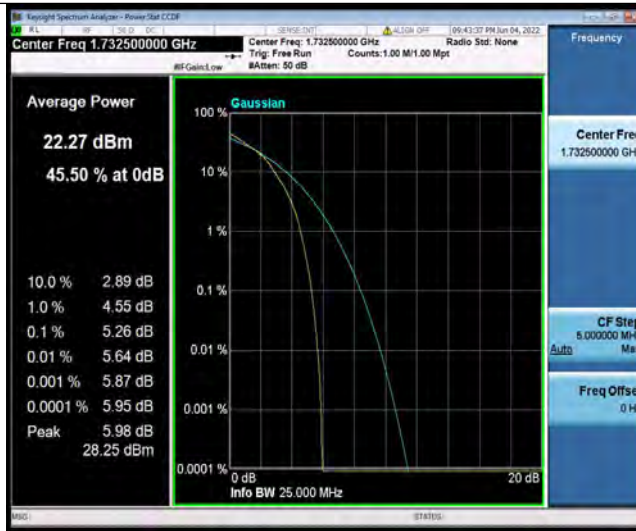 Keysight Spectrum Analyzer - Power Stat CCDF
RL RF 50 Ω DC SENSE:INT ALIGN OFF 09:43:37 PM Jun 04, 2022
Center Freq 1.732500000 GHz
Center Freq: 1.732500000 GHz Radio Std: None
Trig: Free Run Counts:1.00 M/1.00 Mpt
#IFGain:Low #Atten: 50 dB
Frequency
Center Fre
1.732500000 GH
CF Step
5.000000 MH
Auto Ma
Freq Offse
0 H
Average Power
22.27 dBm
45.50 % at 0dB
10.0 % 2.89 dB
1.0 % 4.55 dB
0.1 % 5.26 dB
0.01 % 5.64 dB
0.001 % 5.87 dB
0.0001 % 5.95 dB
Peak 5.98 dB
28.25 dBm
Gaussian
100 %
10 %
1 %
0.1 %
0.01 %
0.001 %
0.0001 %
0 dB 20 dB
Info BW 25.000 MHz
MSG STATUS